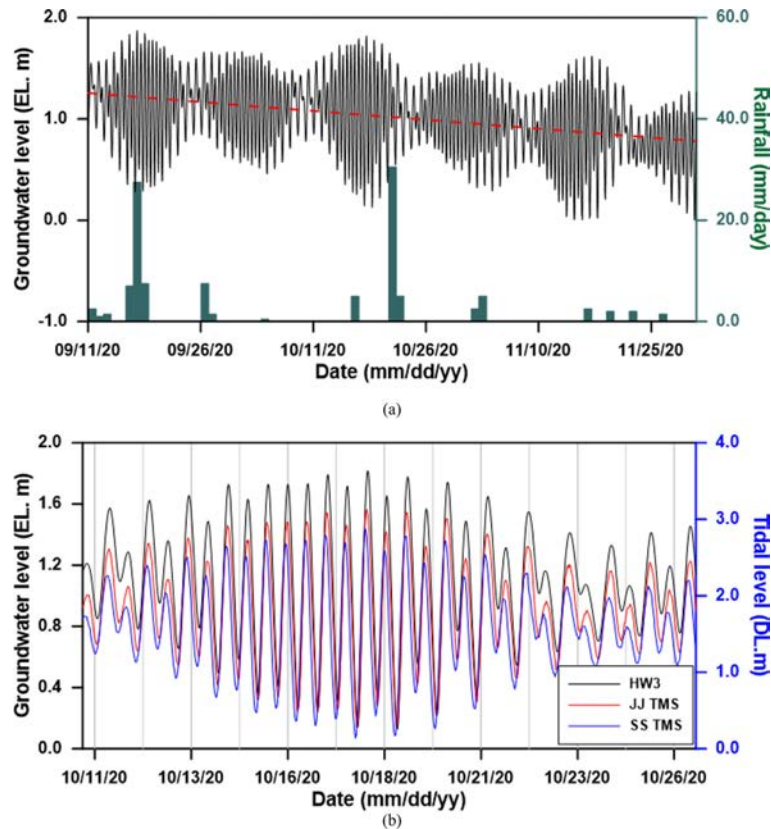 2.0
1.0
0.0
-1.0
Groundwater level (EL. m)
60.0
40.0
20.0
0.0
Rainfall (mm/day)
09/11/20 09/26/20 10/11/20 10/26/20 11/10/20 11/25/20
Date (mm/dd/yy)
(a)
2.0
1.6
1.2
0.8
0.4
0.0
Groundwater level (EL. m)
4.0
3.0
2.0
1.0
0.0
Tidal level (DL.m)
HW3
JJ TMS
SS TMS
10/11/20 10/13/20 10/16/20 10/18/20 10/21/20 10/23/20 10/26/20
Date (mm/dd/yy)
(b)